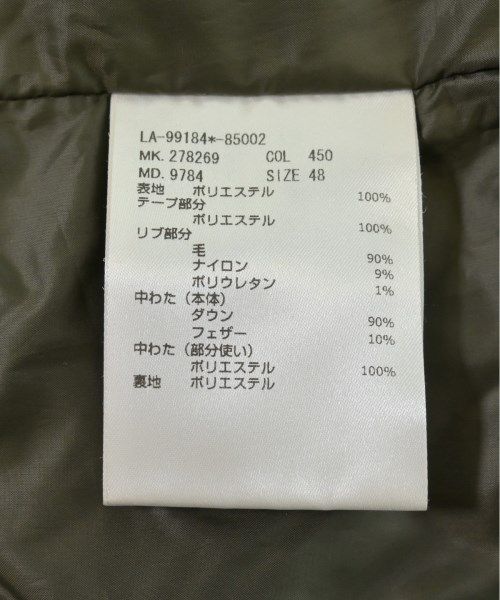 LA-99184*-85002
MK. 278269 COL 450
MD. 9784 SIZE 48
表地 ポリエステル 100%
テープ部分
ポリエステル 100%
リブ部分
毛 90%
ナイロン 9%
ポリウレタン 1%
中わた(本体)
ダウン 90%
フェザー 10%
中わた(部分使い)
ポリエステル 100%
裏地 ポリエステル